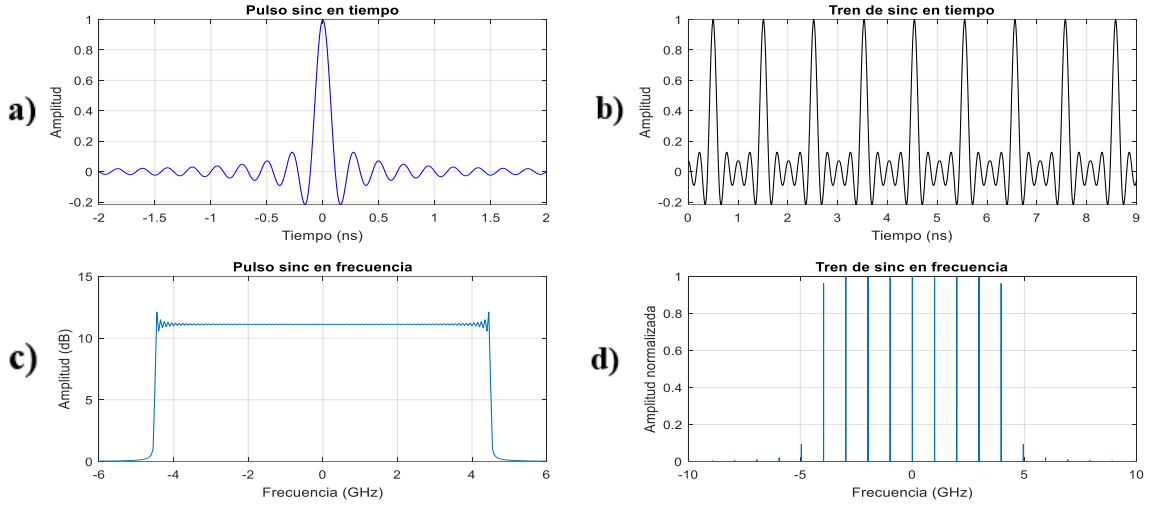 a)
Pulso sinc en tiempo
Amplitud
1
0.8
0.6
0.4
0.2
0
-0.2
-2 -1.5 -1 -0.5 0 0.5 1 1.5 2
Tiempo (ns)
b)
Tren de sinc en tiempo
Amplitud
1
0.8
0.6
0.4
0.2
0
-0.2
0 1 2 3 4 5 6 7 8 9
Tiempo (ns)
c)
Pulso sinc en frecuencia
Amplitud (dB)
15
10
5
0
-6 -4 -2 0 2 4 6
Frecuencia (GHz)
d)
Tren de sinc en frecuencia
Amplitud normalizada
1
0.8
0.6
0.4
0.2
0
-10 -5 0 5 10
Frecuencia (GHz)